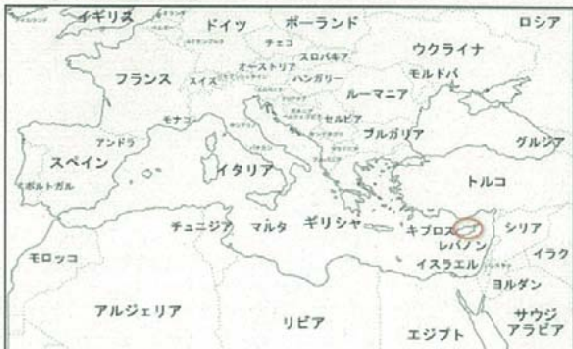 イギリス
ドイツ
ポーランド
ロシア
チェコ
スロバキア
ウクライナ
フランス
スイス
オーストリア
ハンガリー
モルドバ
ルーマニア
モナコ
セルビア
ブルガリア
グルジア
アンドラ
スペイン
イタリア
トルコ
ポルトガル
チュニジア
マルタ
ギリシャ
キプロス
シリア
レバノン
モロッコ
イスラエル
イラク
ヨルダン
アルジェリア
リビア
エジプト
サウジ
アラビア